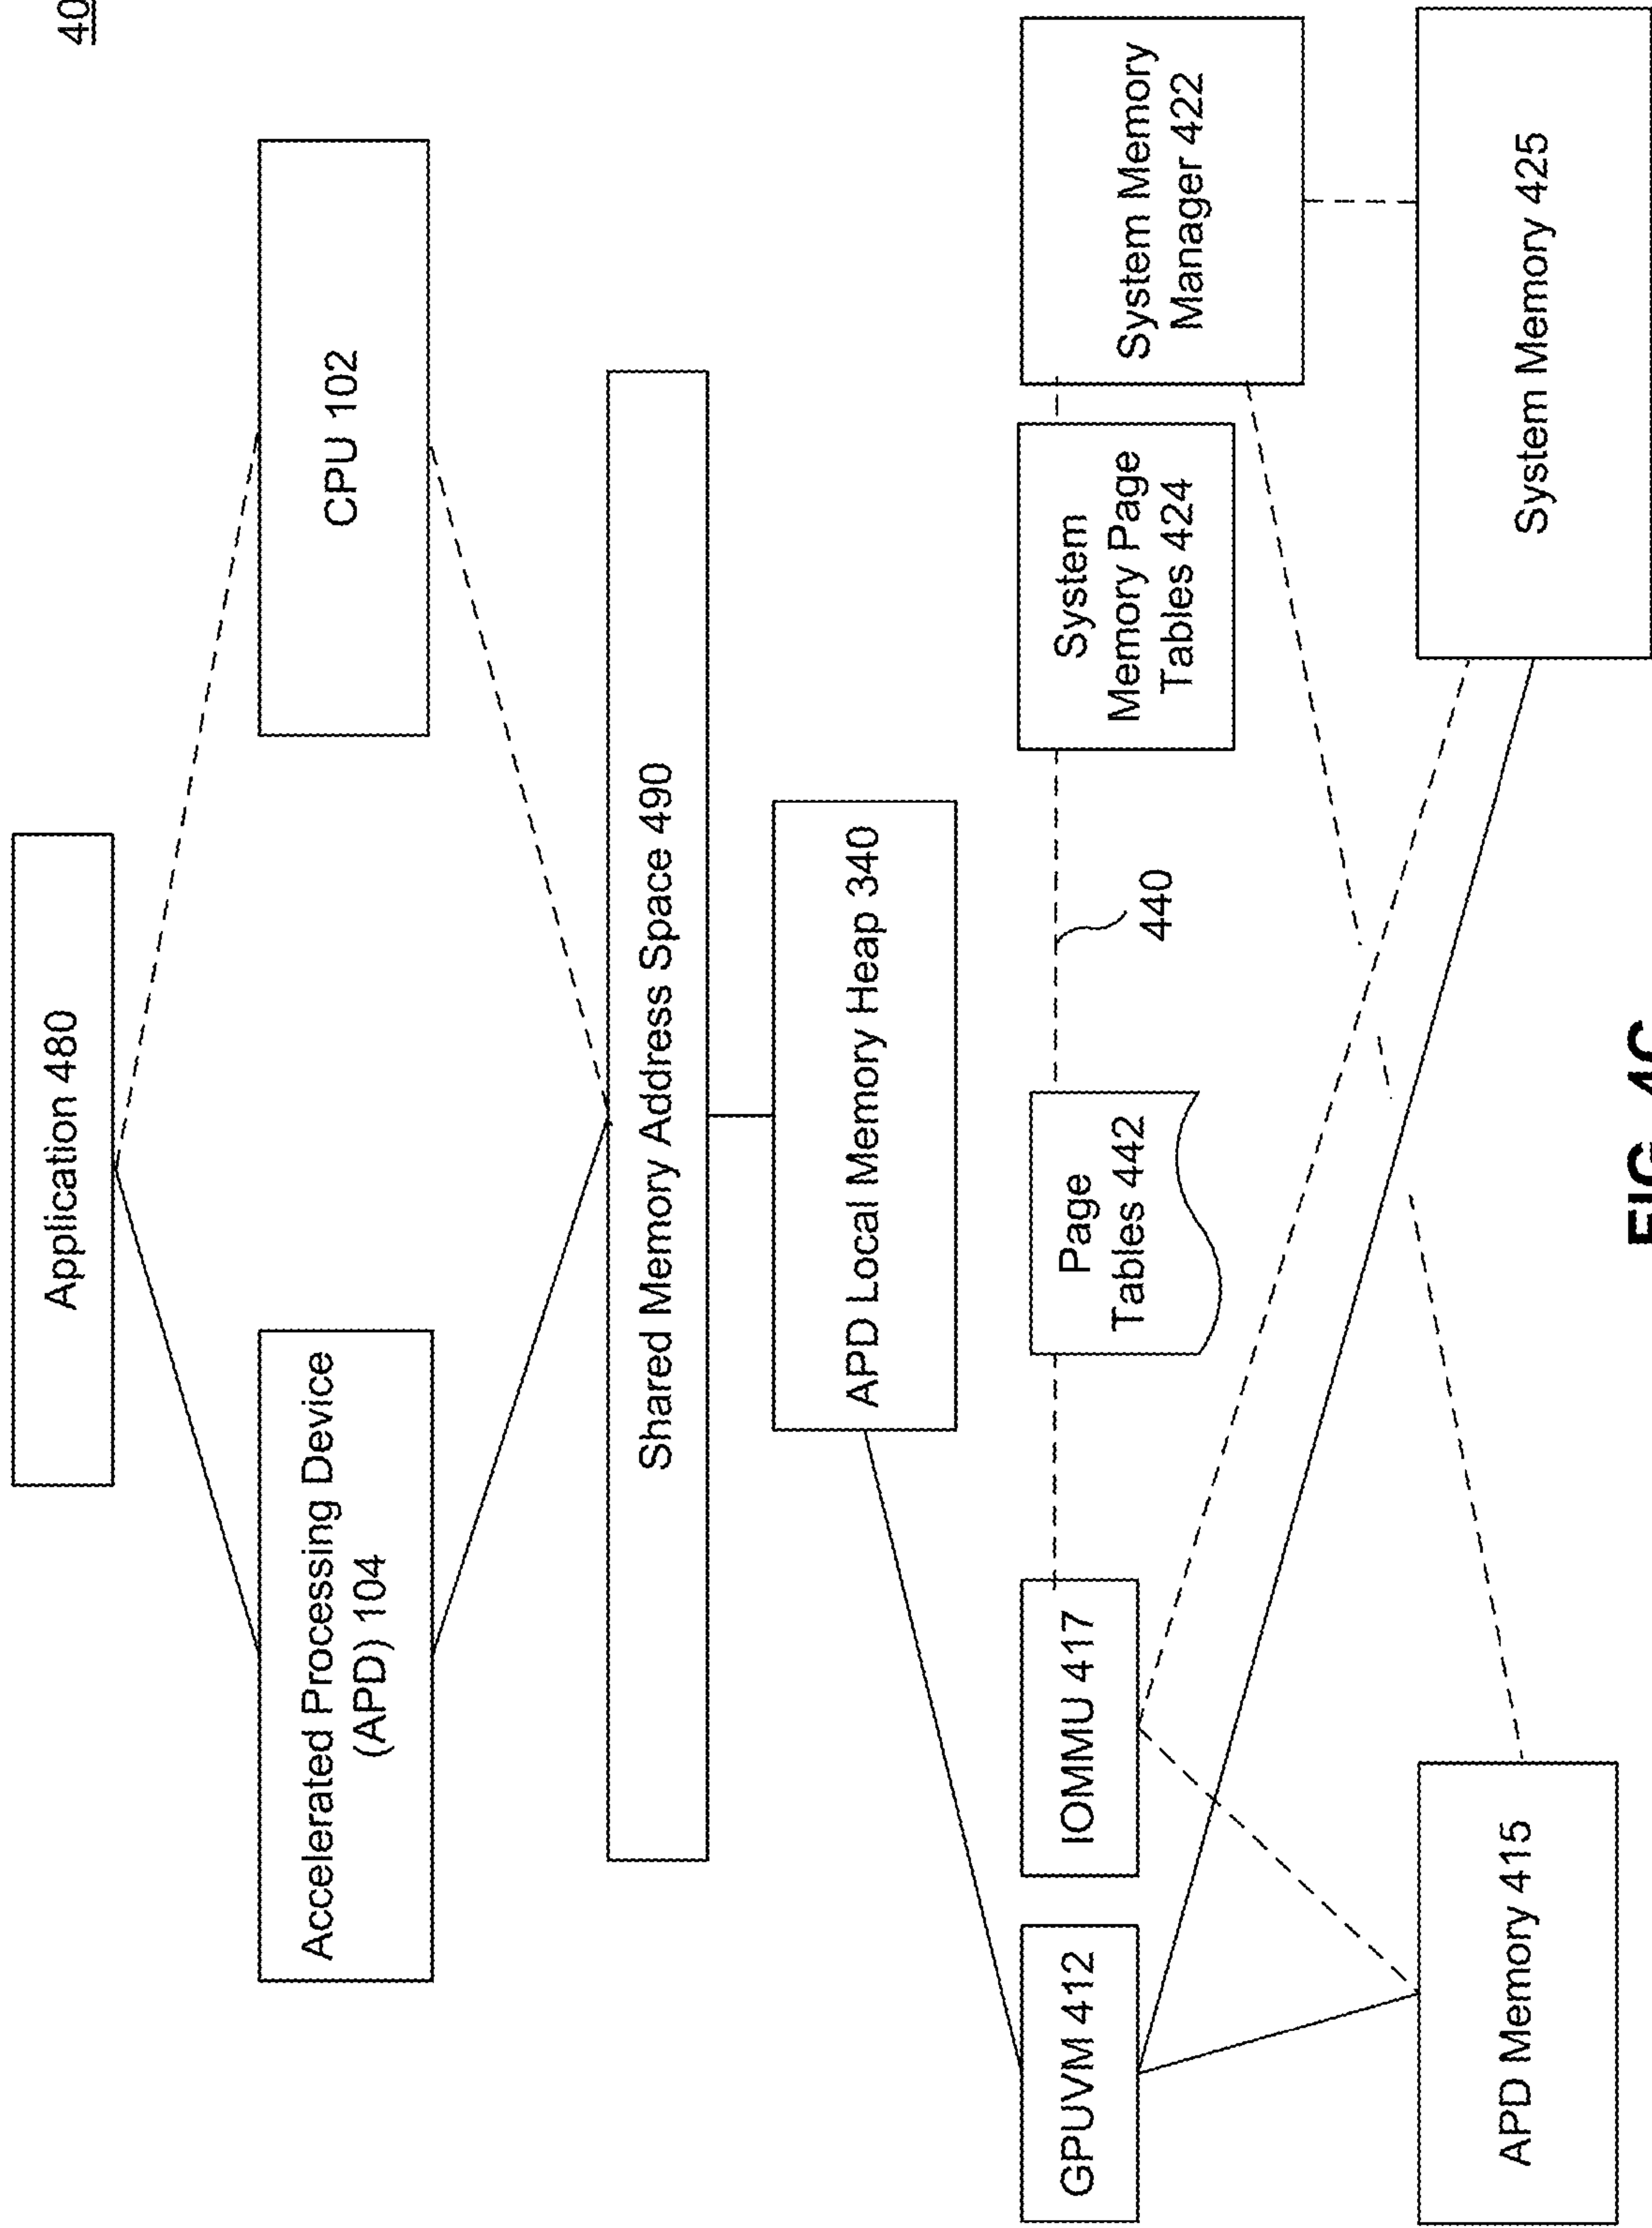 40
Application 480
Accelerated Processing Device
(APD) 104
CPU 102
Shared Memory Address Space 490
APD Local Memory Heap 340
GPUVM 412
IOMMU 417
Page
Tables 442
440
System
Memory Page
Tables 424
System Memory
Manager 422
APD Memory 415
System Memory 425
FIG. 4C